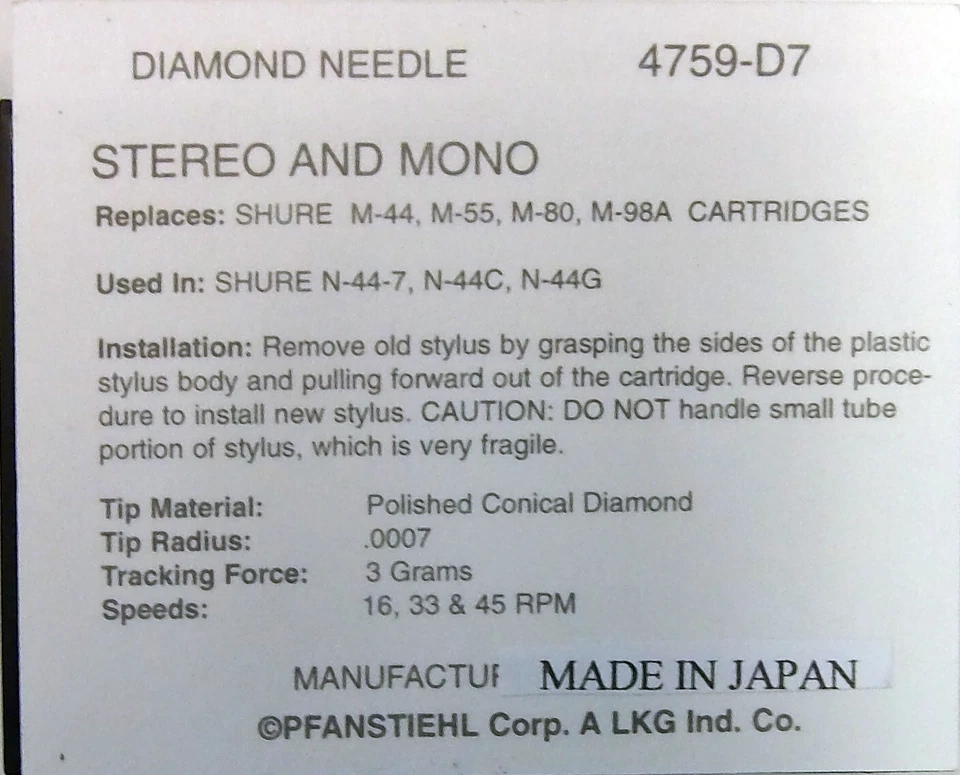 DIAMOND NEEDLE 4759-D7
STEREO AND MONO
Replaces: SHURE M-44, M-55, M-80, M-98A CARTRIDGES
Used In: SHURE N-44-7, N-44C, N-44G
Installation: Remove old stylus by grasping the sides of the plastic
stylus body and pulling forward out of the cartridge. Reverse proce-
dure to install new stylus. CAUTION: DO NOT handle small tube
portion of stylus, which is very fragile.
Tip Material: Polished Conical Diamond
Tip Radius: .0007
Tracking Force: 3 Grams
Speeds: 16, 33 & 45 RPM
MANUFACTUR MADE IN JAPAN
©PFANSTIEHL Corp. A LKG Ind. Co.